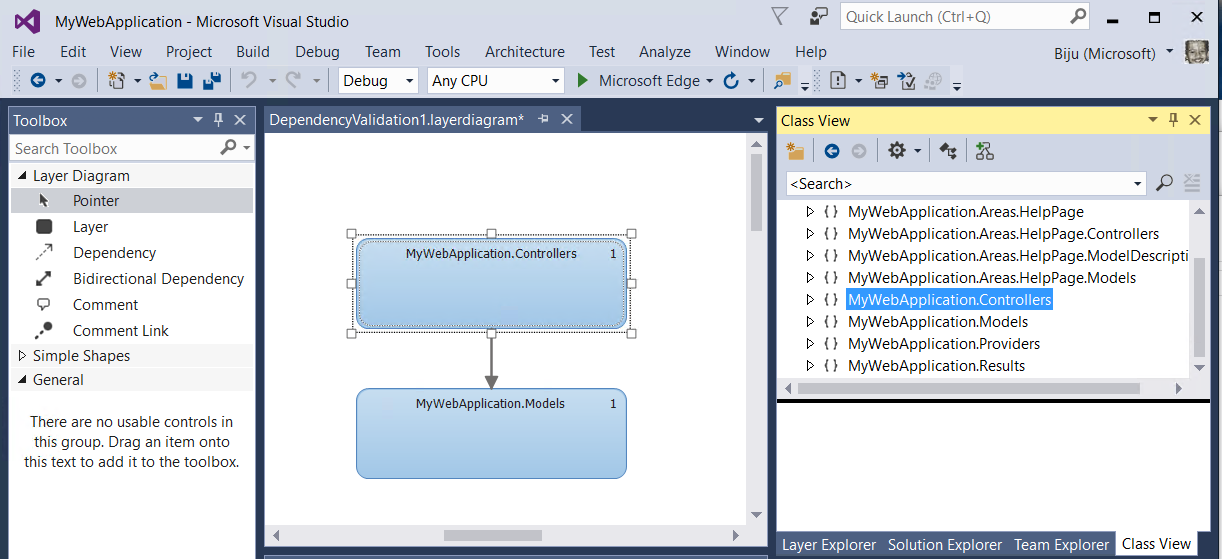 MyWebApplication - Microsoft Visual Studio
Quick Launch (Ctrl+Q)
File Edit View Project Build Debug Team Tools Architecture Test Analyze Window Help
Biju (Microsoft)
Debug
Any CPU
Microsoft Edge
Toolbox
Search Toolbox
Layer Diagram
Pointer
Layer
Dependency
Bidirectional Dependency
Comment
Comment Link
Simple Shapes
General
There are no usable controls in
this group. Drag an item onto
this text to add it to the toolbox.
DependencyValidation1.layerdiagram*
MyWebApplication.Controllers 1
MyWebApplication.Models 1
Class View
<Search>
{ } MyWebApplication.Areas.HelpPage
{ } MyWebApplication.Areas.HelpPage.Controllers
{ } MyWebApplication.Areas.HelpPage.ModelDescripti
{ } MyWebApplication.Areas.HelpPage.Models
{ } MyWebApplication.Controllers
{ } MyWebApplication.Models
{ } MyWebApplication.Providers
{ } MyWebApplication.Results
Layer Explorer Solution Explorer Team Explorer Class View